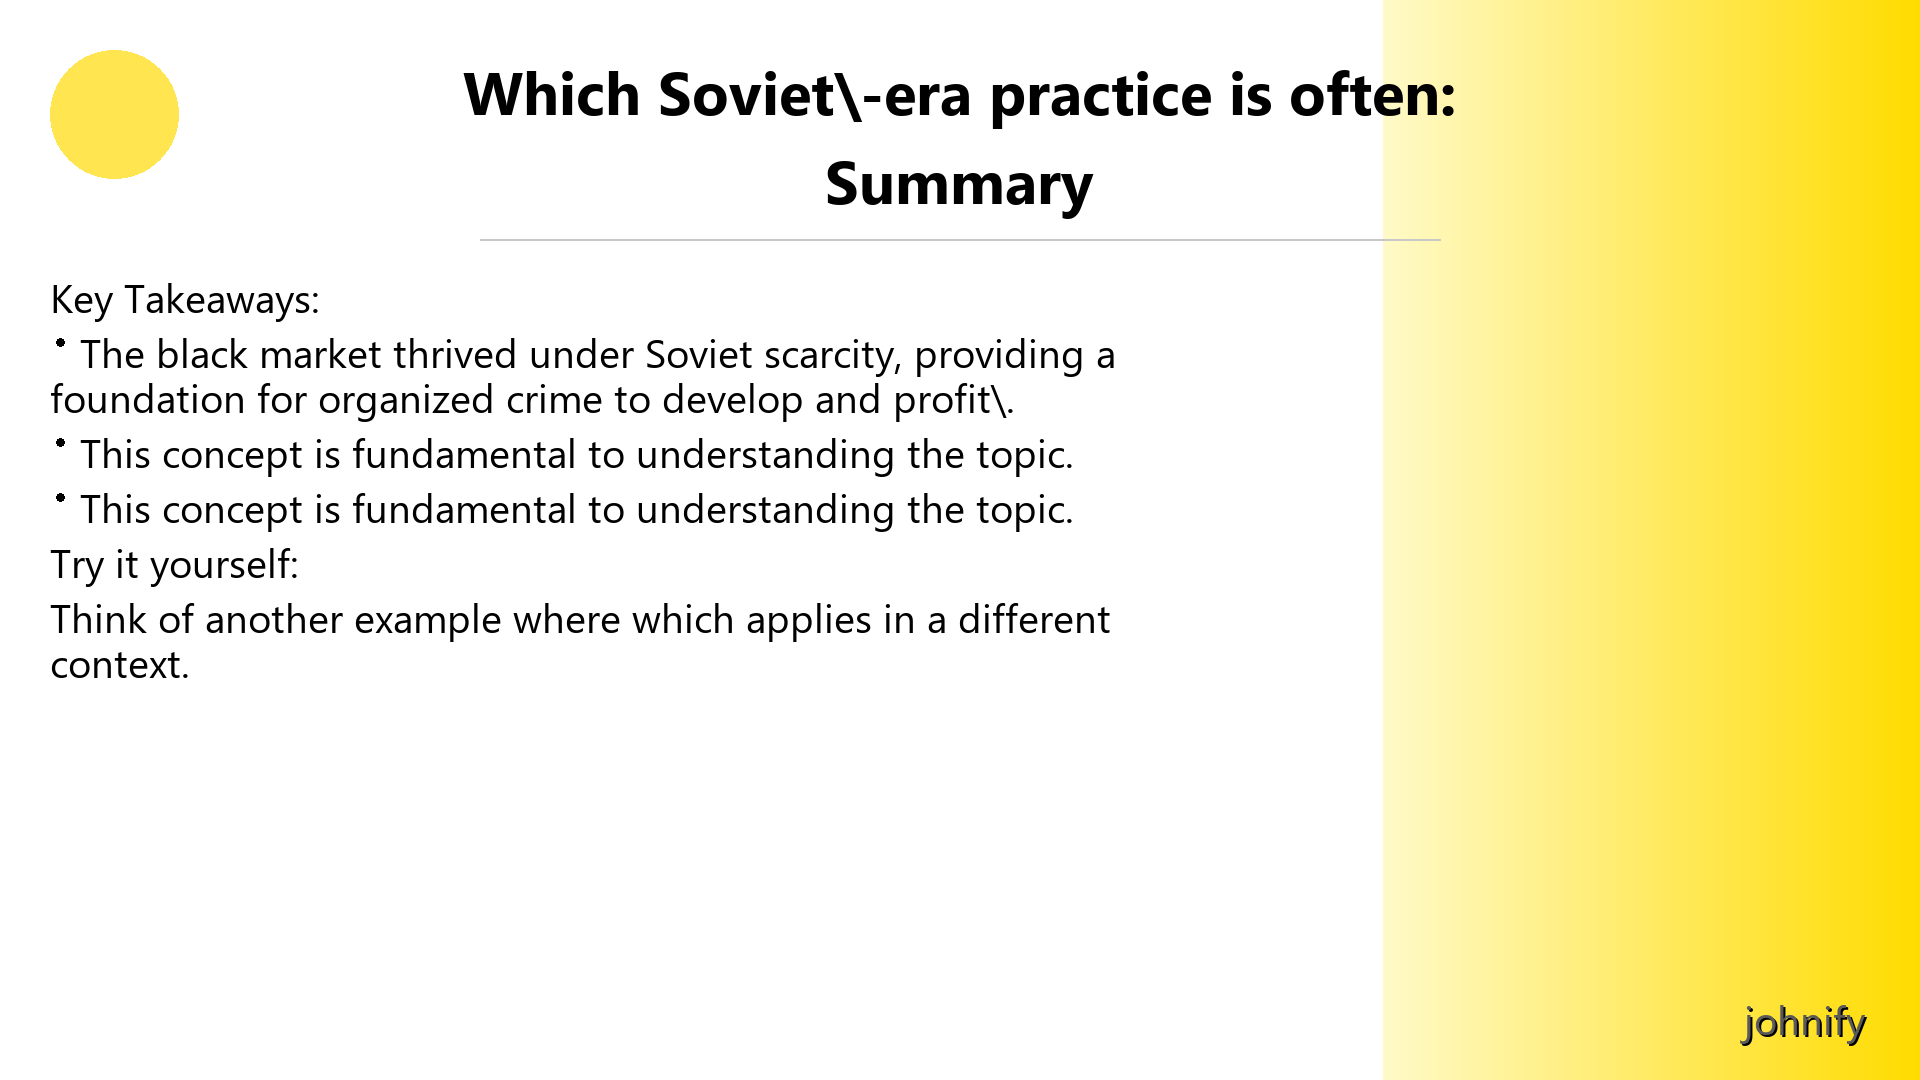 Which Soviet\-era practice is often:
Summary
Key Takeaways:
• The black market thrived under Soviet scarcity, providing a
foundation for organized crime to develop and profit\.
• This concept is fundamental to understanding the topic.
• This concept is fundamental to understanding the topic.
Try it yourself:
Think of another example where which applies in a different
context.
johnify